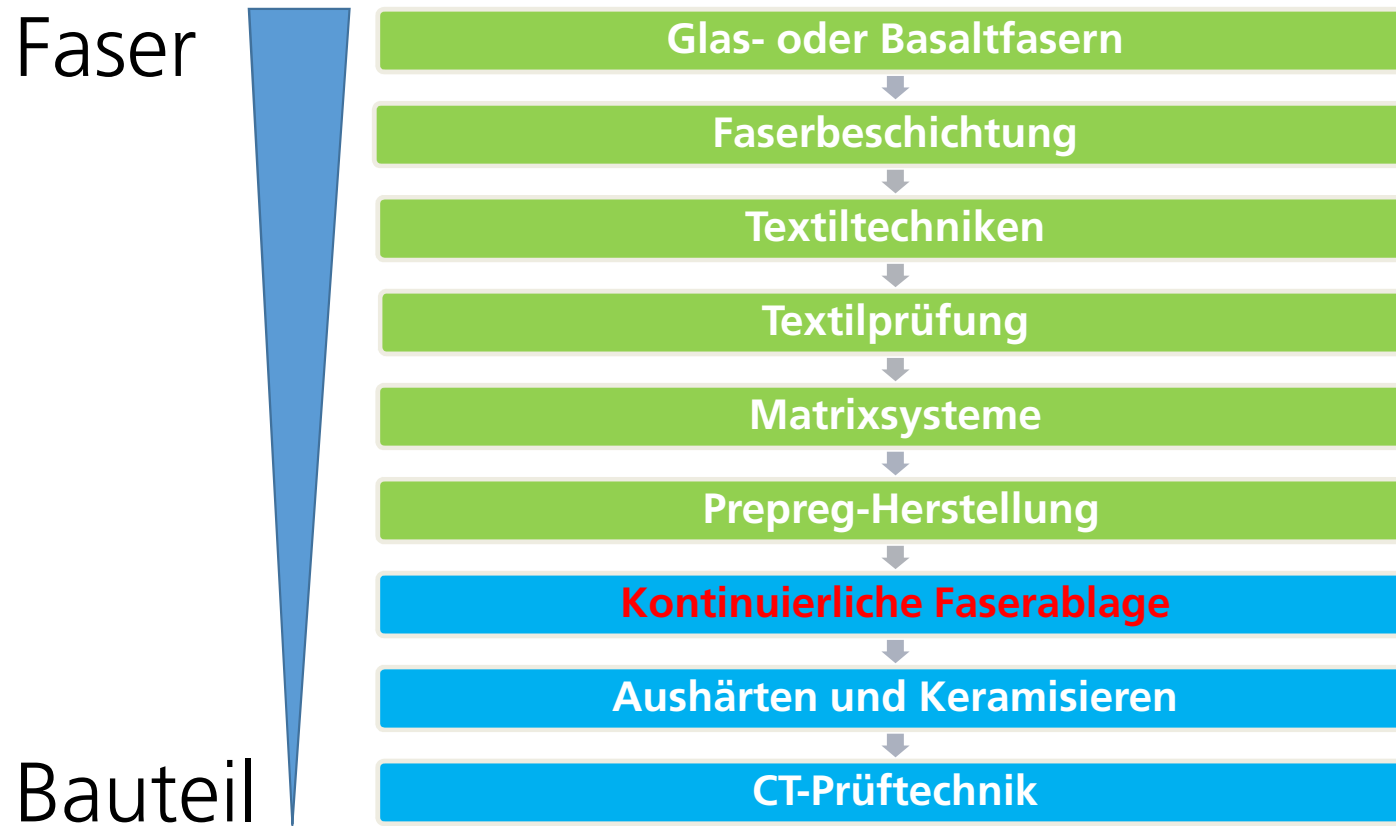 Faser
Glas- oder Basaltfasern
Faserbeschichtung
Textiltechniken
Textilprüfung
Matrixsysteme
Prepreg-Herstellung
Kontinuierliche Faserablage
Aushärten und Keramisieren
Bauteil
CT-Prüftechnik